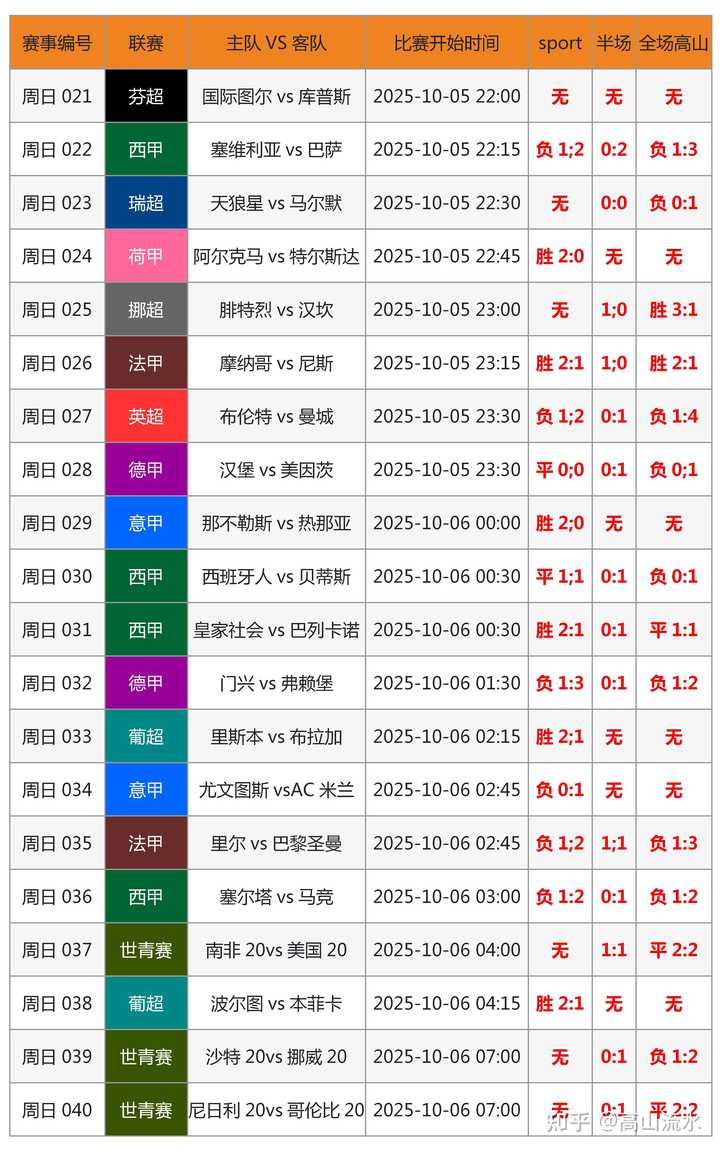 赛事编号 联赛 主队 VS 客队 比赛开始时间 sport 半场 全场高山
周日 021 芬超 国际图尔 vs 库普斯 2025-10-05 22:00 无 无 无
周日 022 西甲 塞维利亚 vs 巴萨 2025-10-05 22:15 负 1;2 0:2 负 1:3
周日 023 瑞超 天狼星 vs 马尔默 2025-10-05 22:30 无 0:0 负 0:1
周日 024 荷甲 阿尔克马 vs 特尔斯达 2025-10-05 22:45 胜 2:0 无 无
周日 025 挪超 腓特烈 vs 汉坎 2025-10-05 23:00 无 1;0 胜 3:1
周日 026 法甲 摩纳哥 vs 尼斯 2025-10-05 23:15 胜 2:1 1;0 胜 2:1
周日 027 英超 布伦特 vs 曼城 2025-10-05 23:30 负 1;2 0:1 负 1:4
周日 028 德甲 汉堡 vs 美因茨 2025-10-05 23:30 平 0;0 0:1 负 0;1
周日 029 意甲 那不勒斯 vs 热那亚 2025-10-06 00:00 胜 2;0 无 无
周日 030 西甲 西班牙人 vs 贝蒂斯 2025-10-06 00:30 平 1;1 0:1 负 0:1
周日 031 西甲 皇家社会 vs 巴列卡诺 2025-10-06 00:30 胜 2:1 0:1 平 1:1
周日 032 德甲 门兴 vs 弗赖堡 2025-10-06 01:30 负 1:3 0:1 负 1:2
周日 033 葡超 里斯本 vs 布拉加 2025-10-06 02:15 胜 2;1 无 无
周日 034 意甲 尤文图斯 vsAC 米兰 2025-10-06 02:45 负 0:1 无 无
周日 035 法甲 里尔 vs 巴黎圣曼 2025-10-06 02:45 负 1;2 1;1 负 1:3
周日 036 西甲 塞尔塔 vs 马竞 2025-10-06 03:00 负 1:2 0:1 负 1:2
周日 037 世青赛 南非 20vs 美国 20 2025-10-06 04:00 无 1:1 平 2:2
周日 038 葡超 波尔图 vs 本菲卡 2025-10-06 04:15 胜 2:1 无 无
周日 039 世青赛 沙特 20vs 挪威 20 2025-10-06 07:00 无 0:1 负 1:2
周日 040 世青赛 尼日利 20vs 哥伦比 20 2025-10-06 07:00 无 0:1 平 2:2
知乎 @高山流水